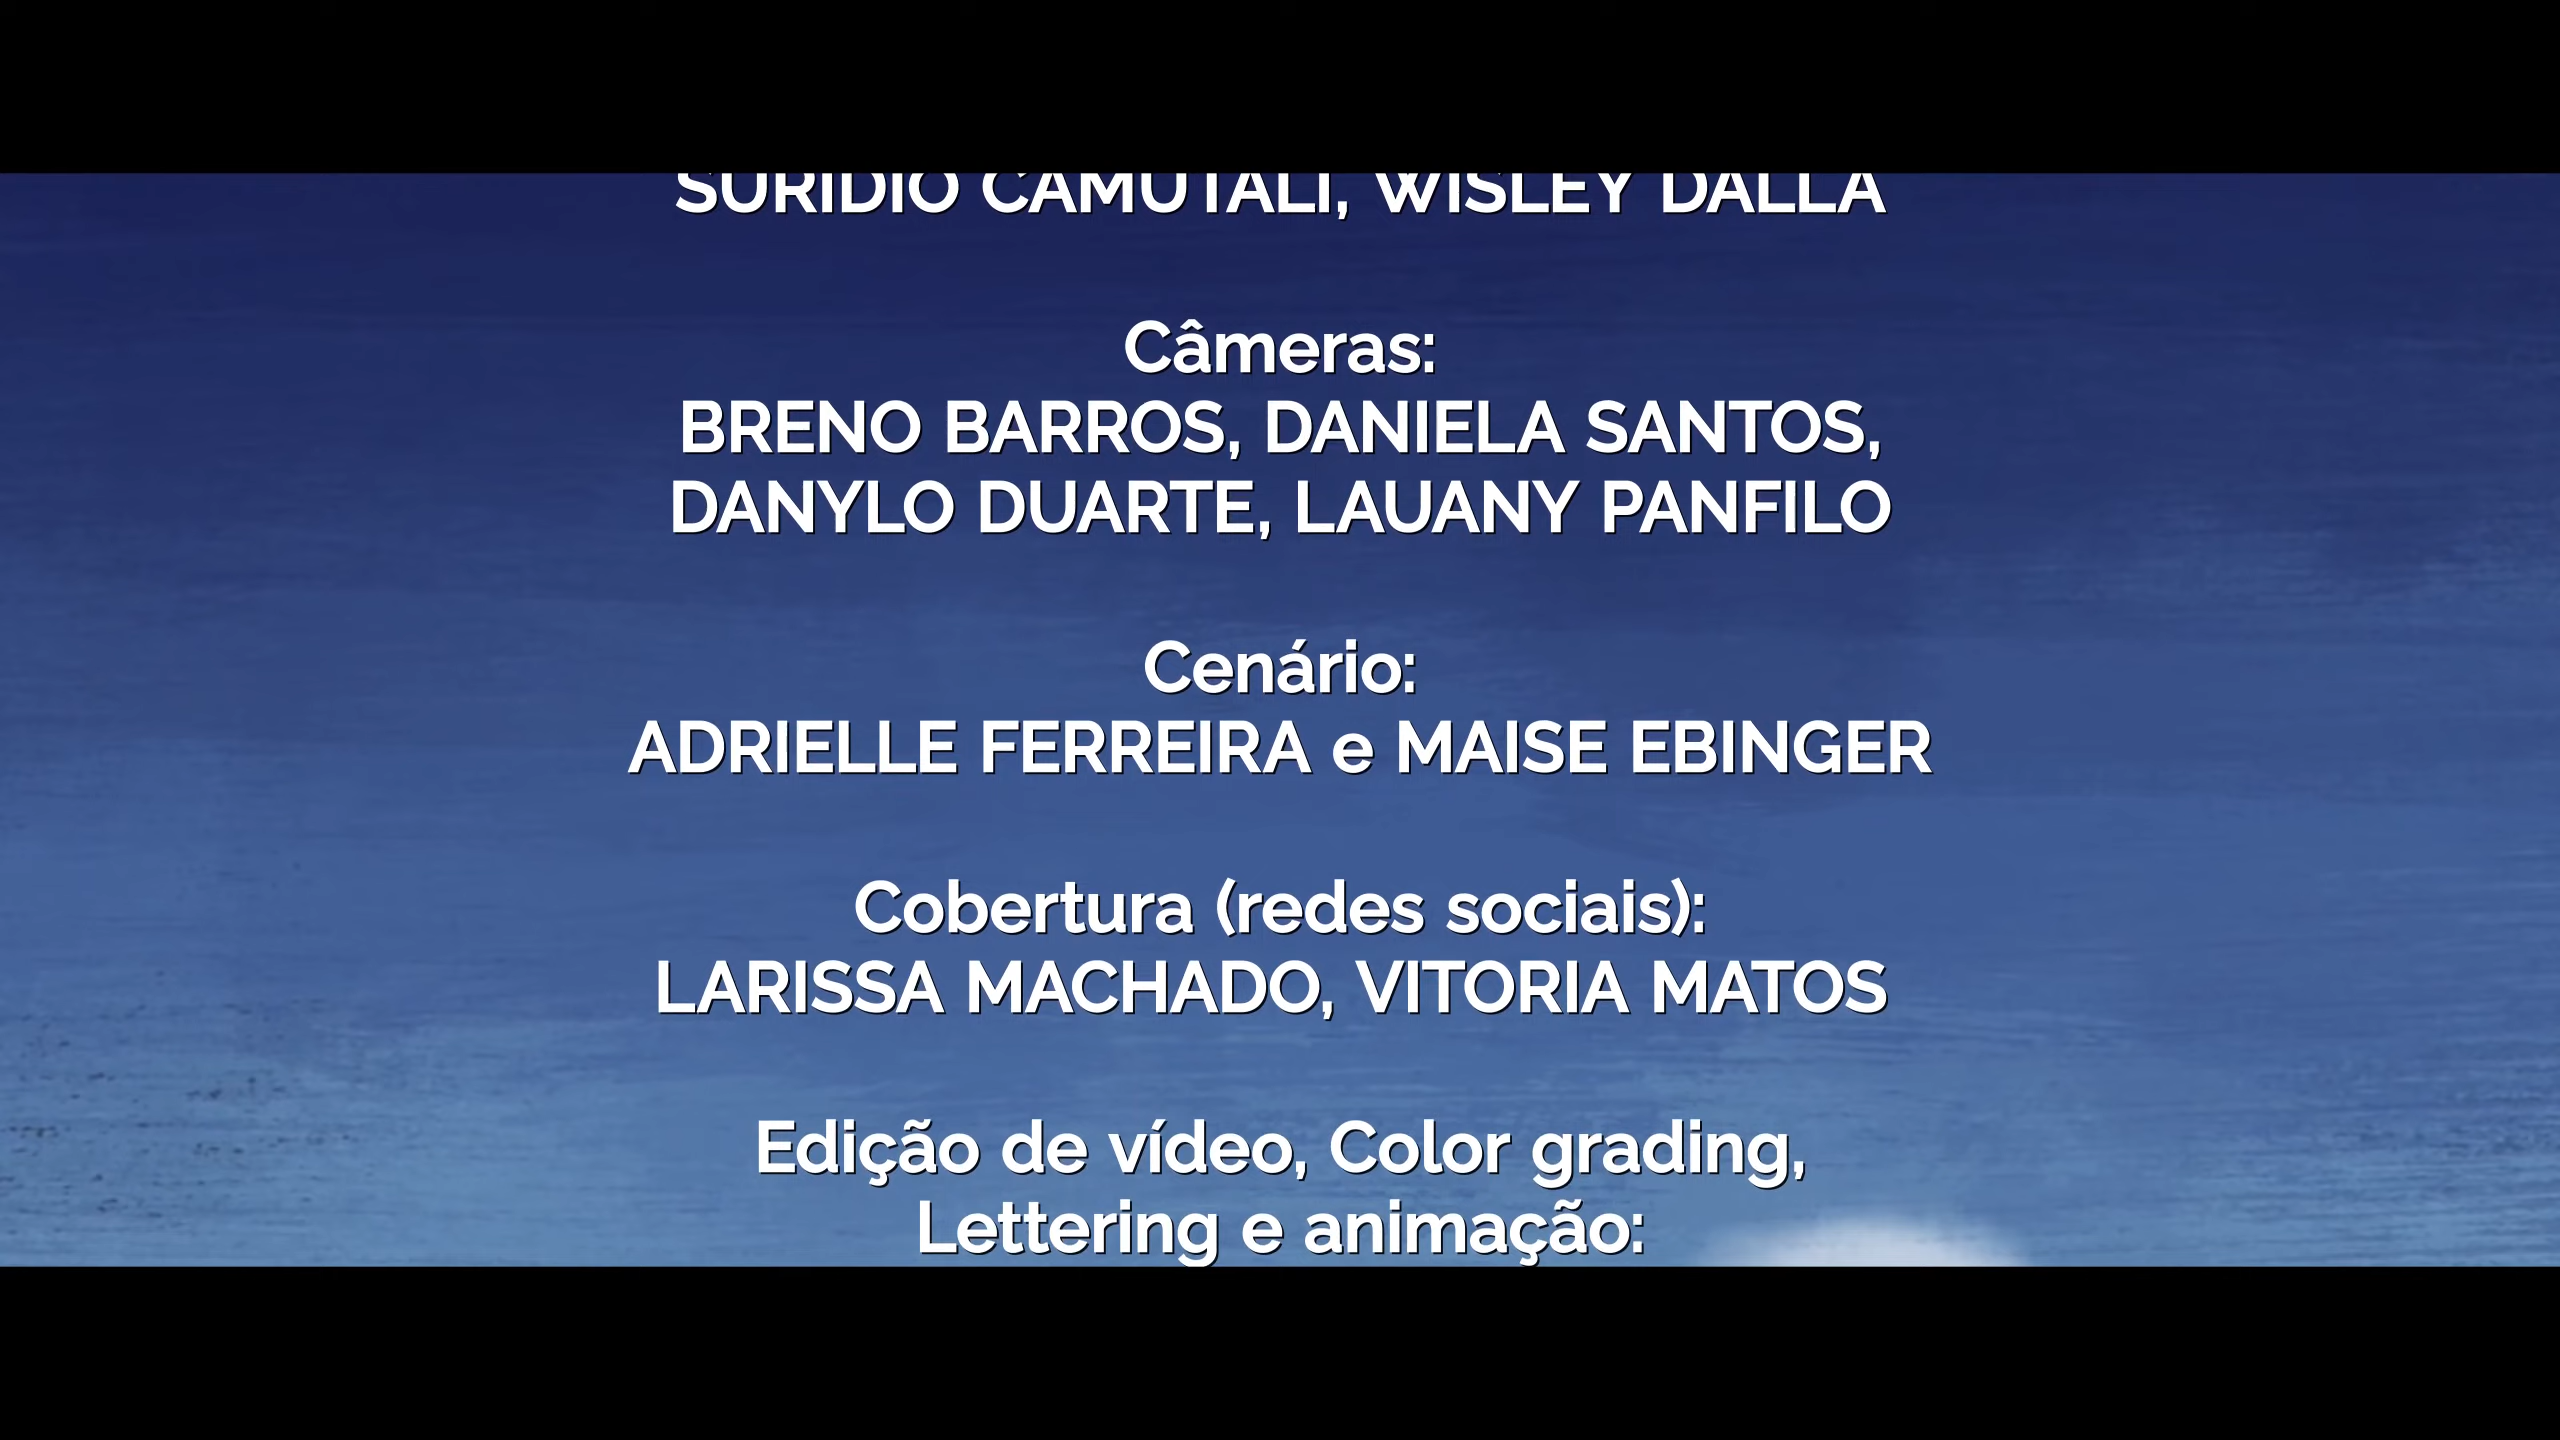 SURIDIO CAMUTALI, WISLEY DALLA
Câmeras:
BRENO BARROS, DANIELA SANTOS,
DANYLO DUARTE, LAUANY PANFILO
Cenário:
ADRIELLE FERREIRA e MAISE EBINGER
Cobertura (redes sociais):
LARISSA MACHADO, VITORIA MATOS
Edição de vídeo, Color grading,
Lettering e animação: